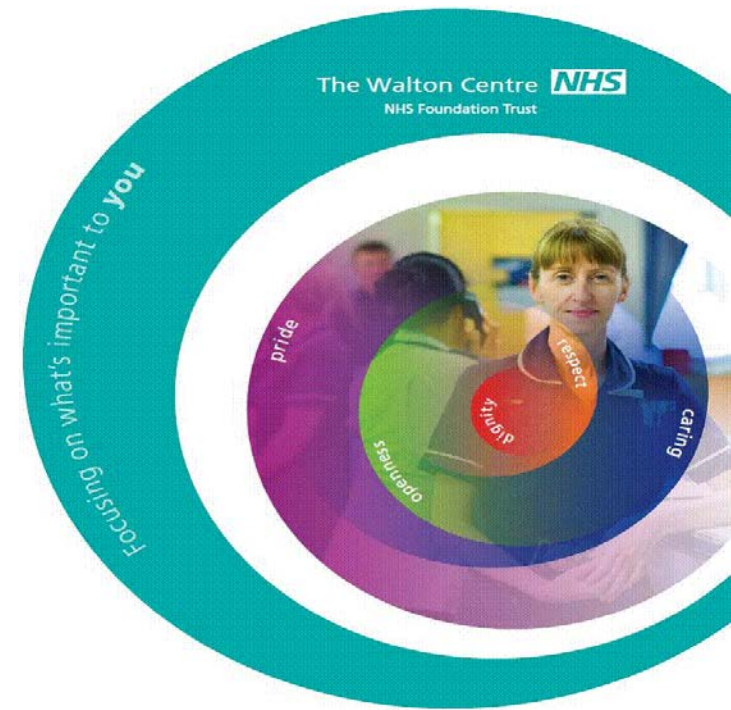 The Walton Centre NHS
NHS Foundation Trust
Focusing on what's important to you
pride
respect
dignity
caring
openness